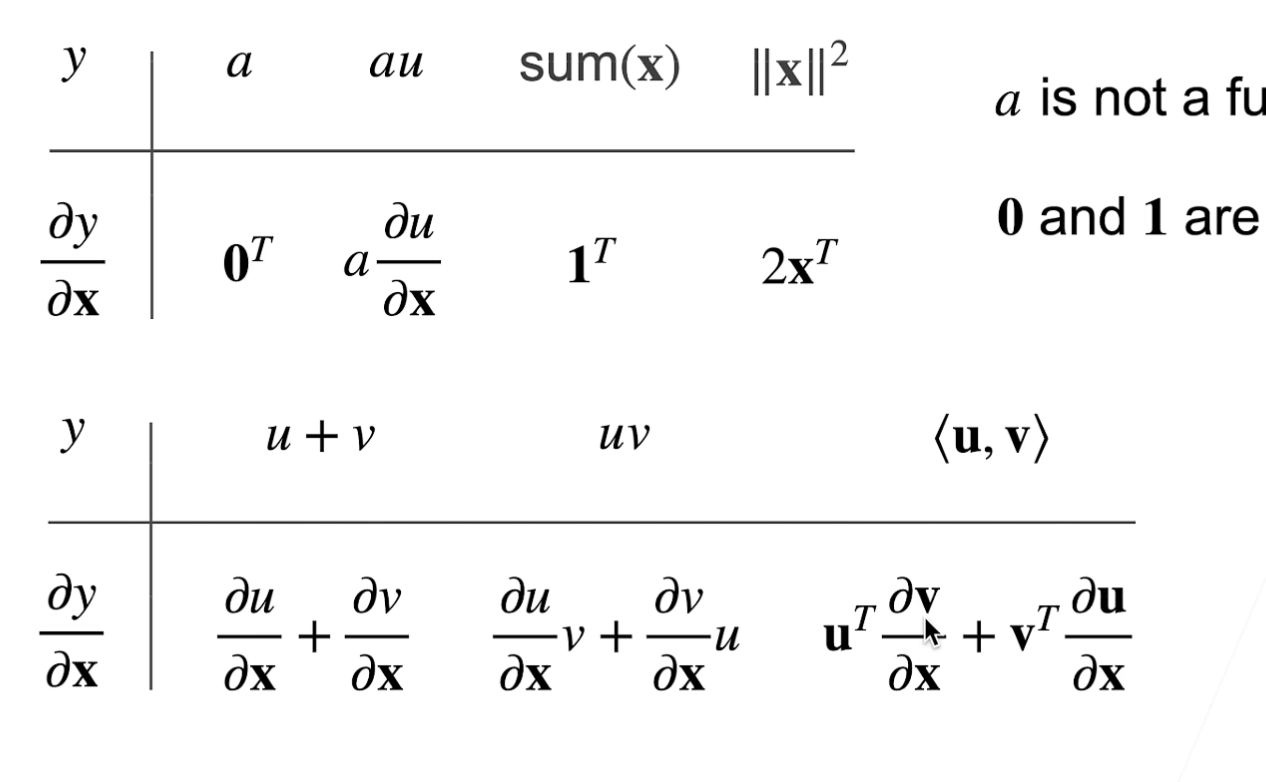 y a au sum(x) ||x||²
a is not a fu
∂y/∂x 0ᵀ a ∂u/∂x 1ᵀ 2xᵀ
0 and 1 are
y u + v uv ⟨u, v⟩
∂y/∂x ∂u/∂x + ∂v/∂x ∂u/∂x v + ∂v/∂x u uᵀ ∂v/∂x + vᵀ ∂u/∂x